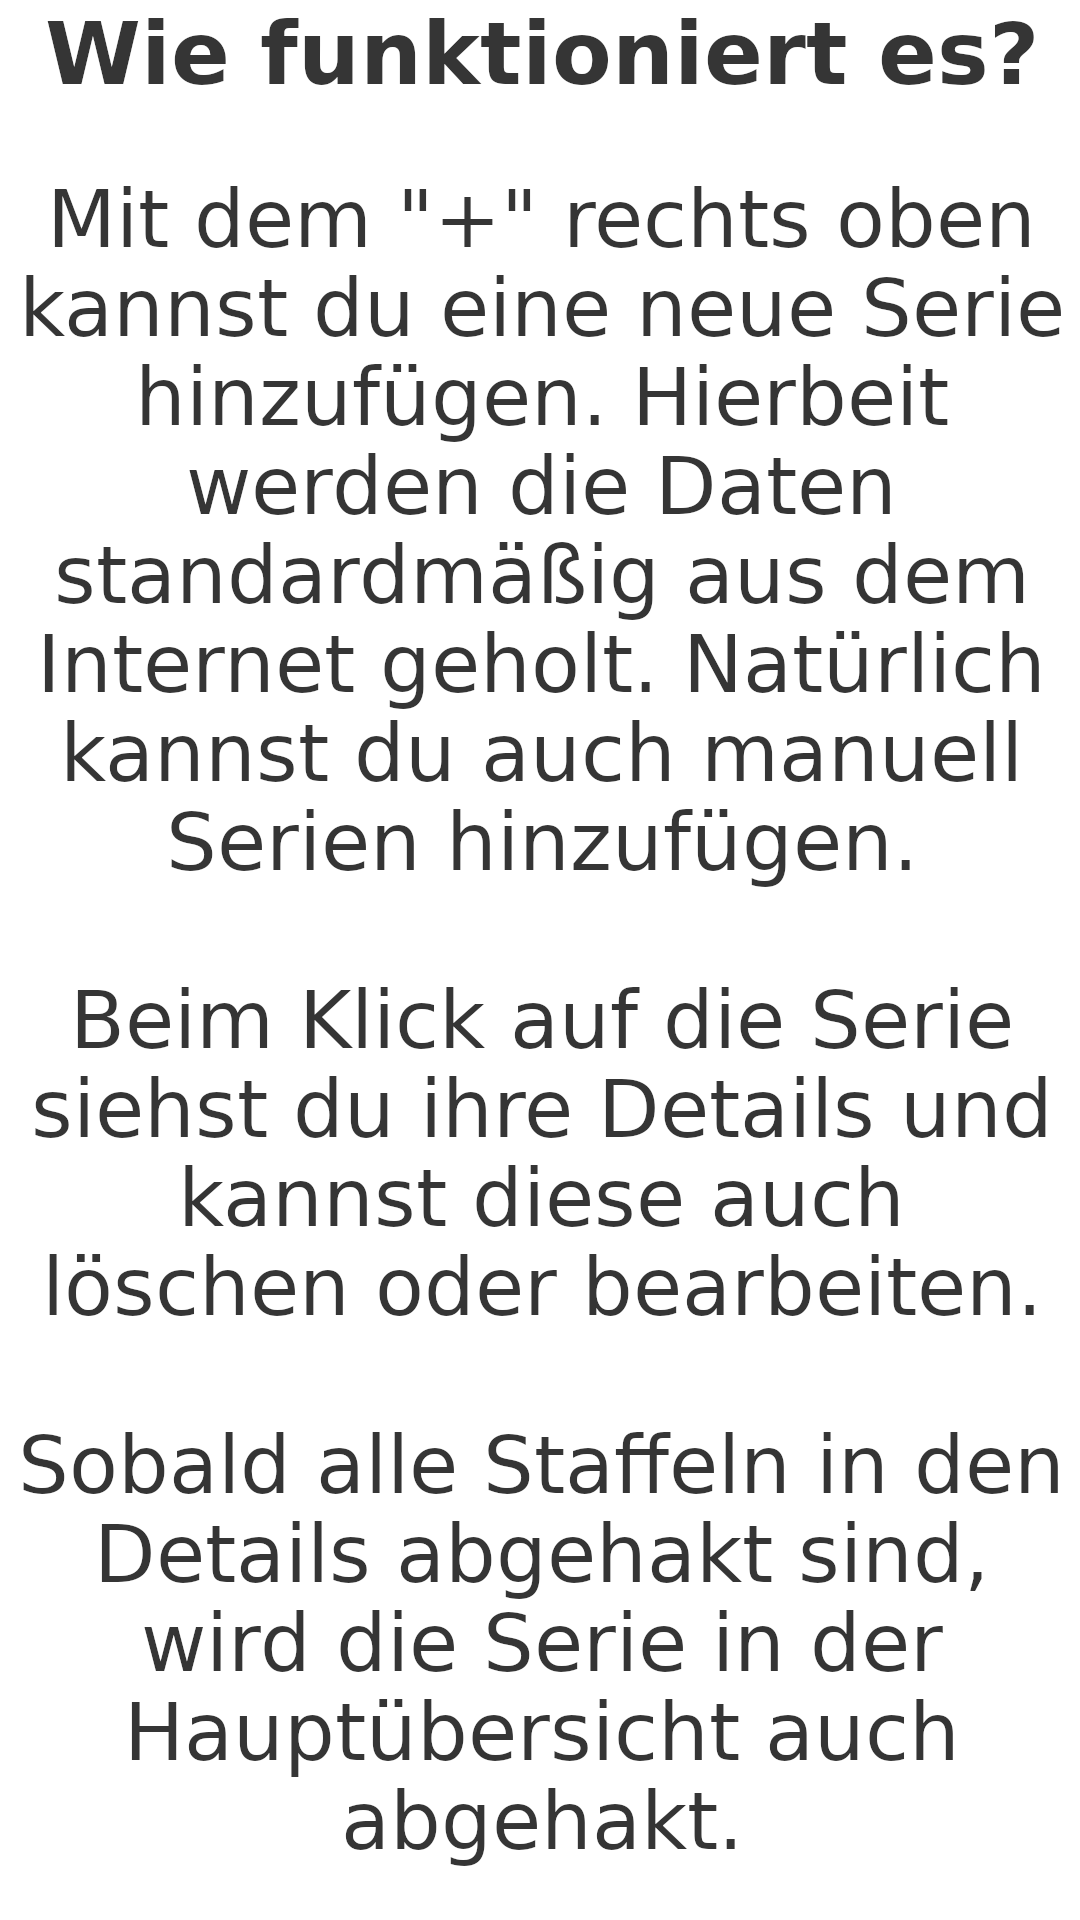 Wie funktioniert es?
Mit dem "+" rechts oben
kannst du eine neue Serie
hinzufügen. Hierbeit
werden die Daten
standardmäßig aus dem
Internet geholt. Natürlich
kannst du auch manuell
Serien hinzufügen.
Beim Klick auf die Serie
siehst du ihre Details und
kannst diese auch
löschen oder bearbeiten.
Sobald alle Staffeln in den
Details abgehakt sind,
wird die Serie in der
Hauptübersicht auch
abgehakt.